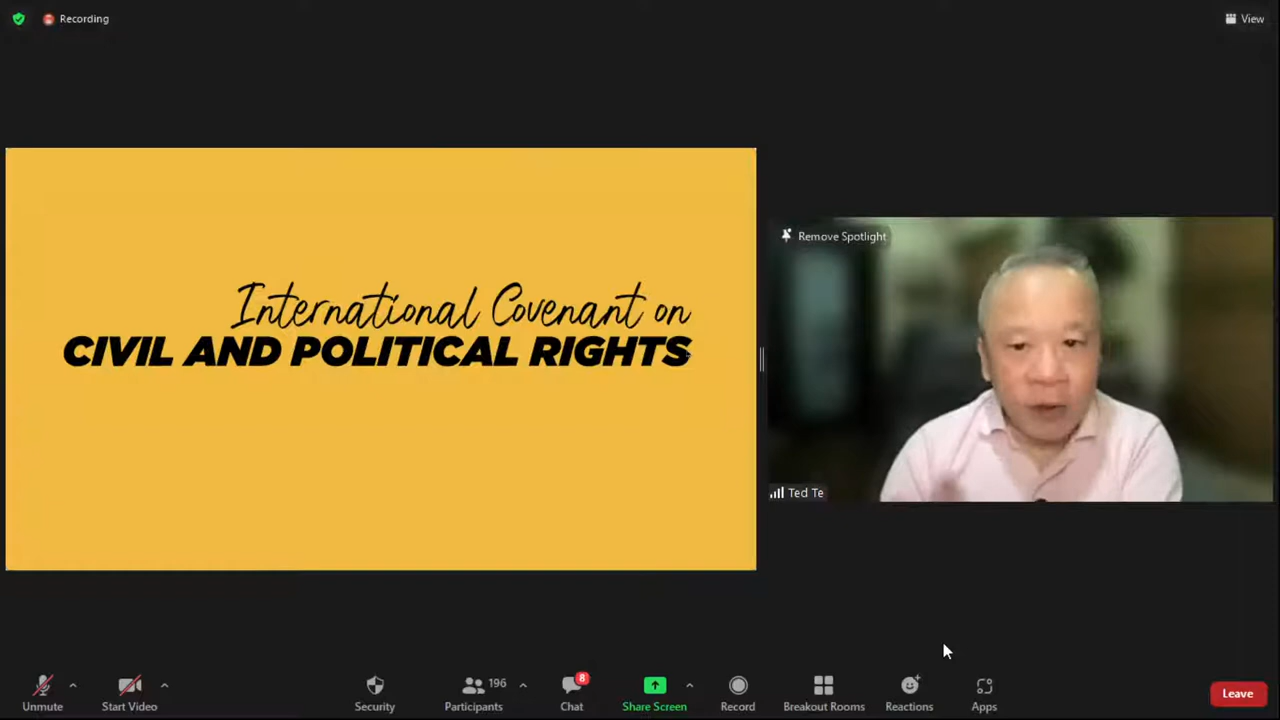 Recording
View
International Covenant on
CIVIL AND POLITICAL RIGHTS
Remove Spotlight
Ted Te
196
8
Unmute
Start Video
Security
Participants
Chat
Share Screen
Record
Breakout Rooms
Reactions
Apps
Leave